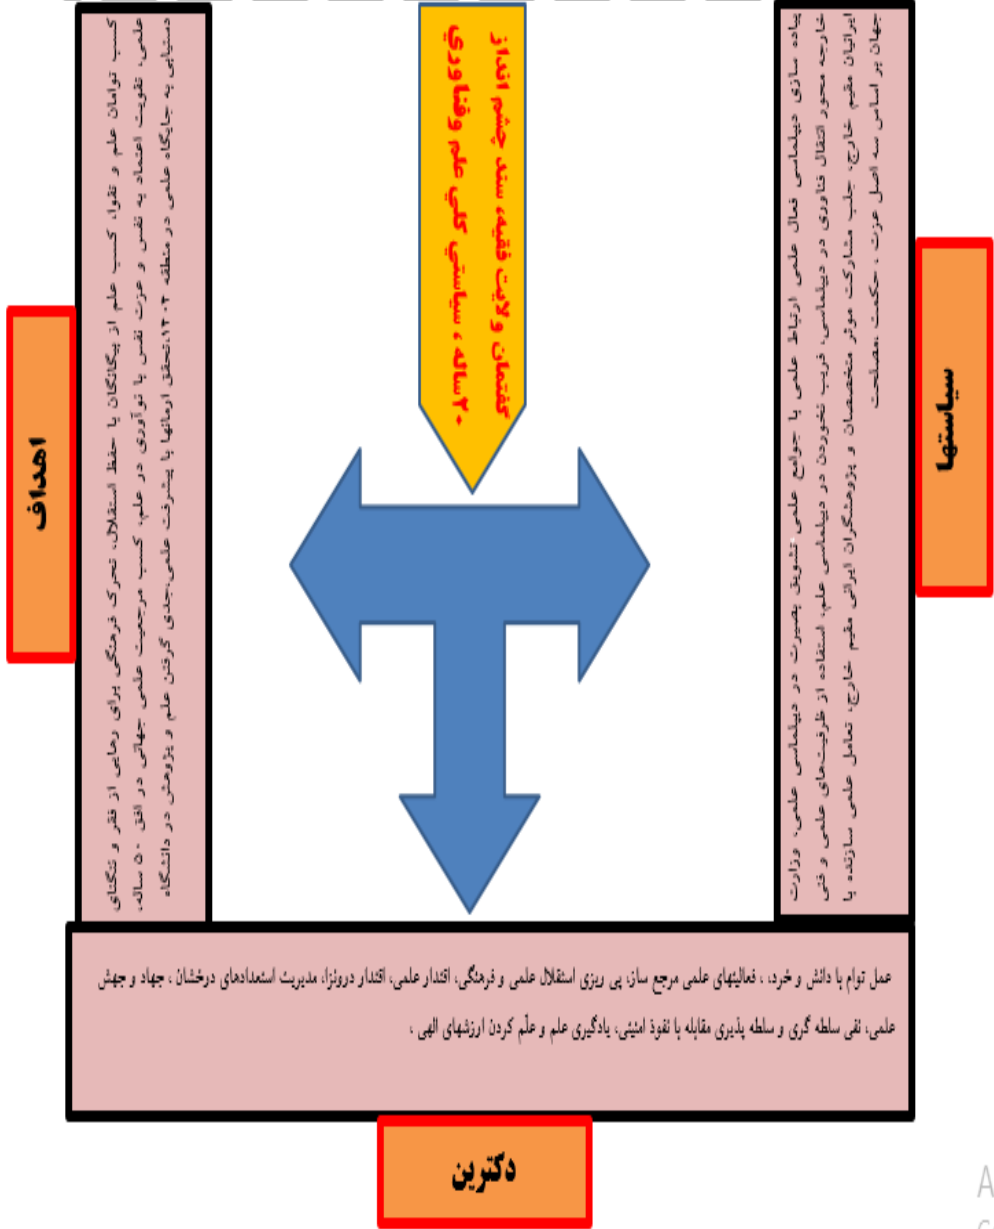 گفتمان ولایت فقیه، سند چشم انداز
۲۰ساله ، سیاستي کلي علم وفناوري
سیاستها
پیاده سازی دیپلماسی فعال علمی ارتباط علمی با جوامع علمی تشویق بصیرت در دیپلماسی علمی، وزارت
خارجه محور انتقال فناوری در دیپلماسی، فریب نخوردن در دیپلماسی علم، استفاده از ظرفیت‌های علمی و فنی
ایرانیان مقیم خارج، جلب مشارکت موثر متخصصان و پژوهشگران ایرانی مقیم خارج، تعامل علمی سازنده با
جهان بر اساس سه اصل عزت ، حکمت ،مصلحت
اهداف
کسب توامان علم و تقوا، کسب علم از بیگانگان با حفظ استقلال، تحرک فرهنگی برای رهایی از فقر و تنگنای
علمی، تقویت اعتماد به نفس و عزت نفس با نوآوری در علم، کسب مرجعیت علمی جهانی در افق ۵۰ ساله،
دستیابی به جایگاه علمی در منطقه ۱۴۰۴،تحقق آرمانها با پیشرفت علمی،جدی گرفتن علم و پژوهش در دانشگاه
عمل توام با دانش و خرد، ، فعالیتهای علمی مرجع ساز، پی ریزی استقلال علمی و فرهنگی، اقتدار علمی، اقتدار درونزا، مدیریت استعدادهای درخشان ، جهاد و جهش
علمی، نفی سلطه گری و سلطه پذیری مقابله با نفوذ امنیتی، یادگیری علم و علَم کردن ارزشهای الهی ،
دکترین
A